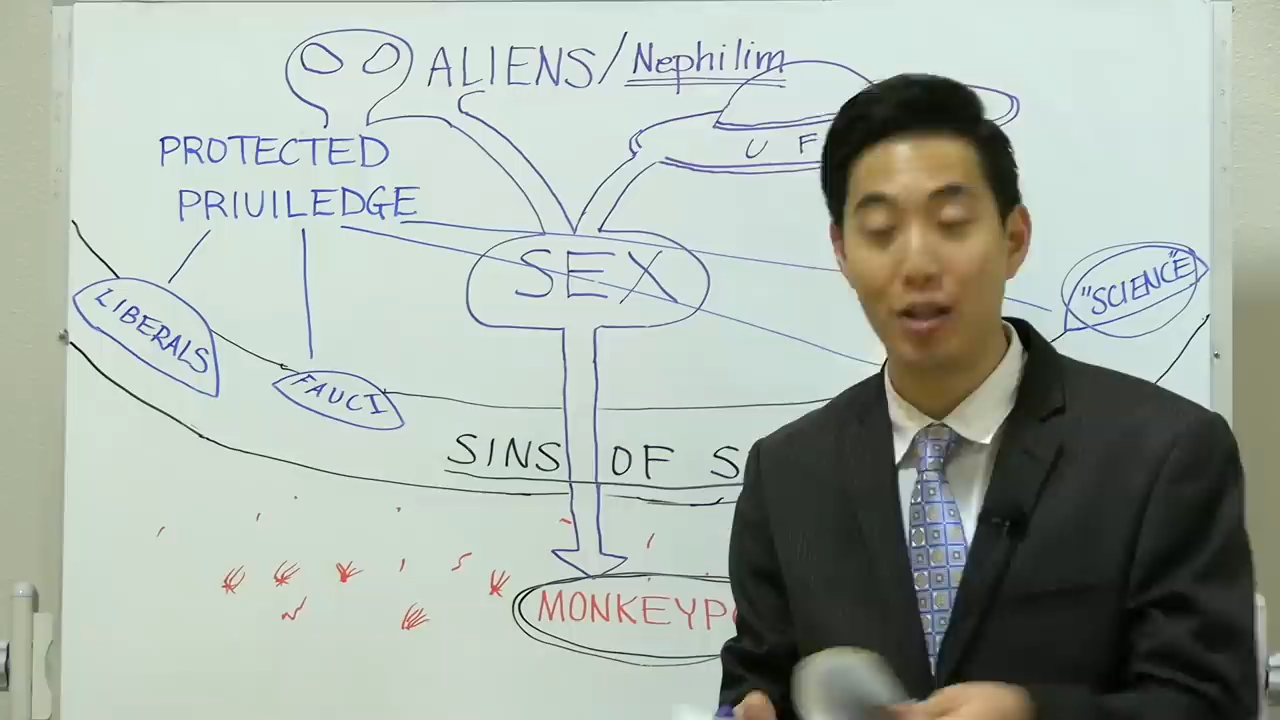 ALIENS/Nephilim
U F
PROTECTED
PRIUILEDGE
SEX
"SCIENCE"
LIBERALS
FAUCI
SINS OF S
MONKEYP